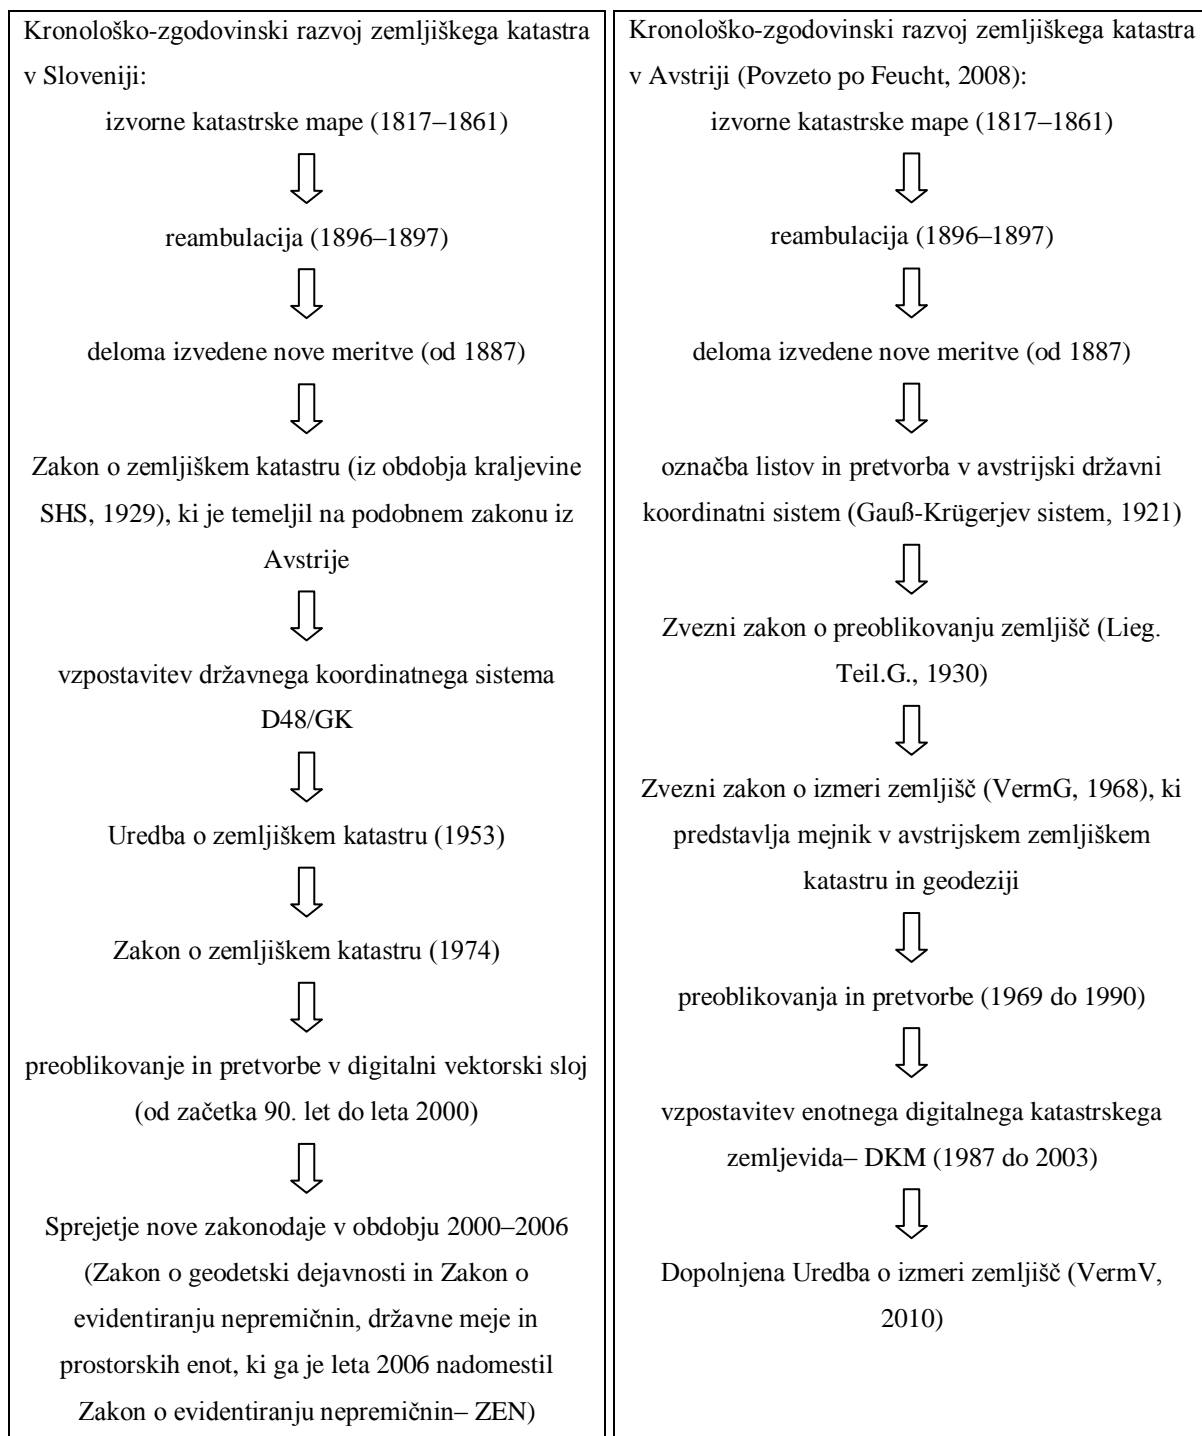 Kronološko-zgodovinski razvoj zemljiškega katastra
v Sloveniji:
izvorne katastrske mape (1817–1861)
reambulacija (1896–1897)
deloma izvedene nove meritve (od 1887)
Zakon o zemljiškem katastru (iz obdobja kraljevine
SHS, 1929), ki je temeljil na podobnem zakonu iz
Avstrije
vzpostavitev državnega koordinatnega sistema
D48/GK
Uredba o zemljiškem katastru (1953)
Zakon o zemljiškem katastru (1974)
preoblikovanje in pretvorbe v digitalni vektorski sloj
(od začetka 90. let do leta 2000)
Sprejetje nove zakonodaje v obdobju 2000–2006
(Zakon o geodetski dejavnosti in Zakon o
evidentiranju nepremičnin, državne meje in
prostorskih enot, ki ga je leta 2006 nadomestil
Zakon o evidentiranju nepremičnin– ZEN)
Kronološko-zgodovinski razvoj zemljiškega katastra
v Avstriji (Povzeto po Feucht, 2008):
izvorne katastrske mape (1817–1861)
reambulacija (1896–1897)
deloma izvedene nove meritve (od 1887)
označba listov in pretvorba v avstrijski državni
koordinatni sistem (Gauß-Krügerjev sistem, 1921)
Zvezni zakon o preoblikovanju zemljišč (Lieg.
Teil.G., 1930)
Zvezni zakon o izmeri zemljišč (VermG, 1968), ki
predstavlja mejnik v avstrijskem zemljiškem
katastru in geodeziji
preoblikovanja in pretvorbe (1969 do 1990)
vzpostavitev enotnega digitalnega katastrskega
zemljevida– DKM (1987 do 2003)
Dopolnjena Uredba o izmeri zemljišč (VermV,
2010)